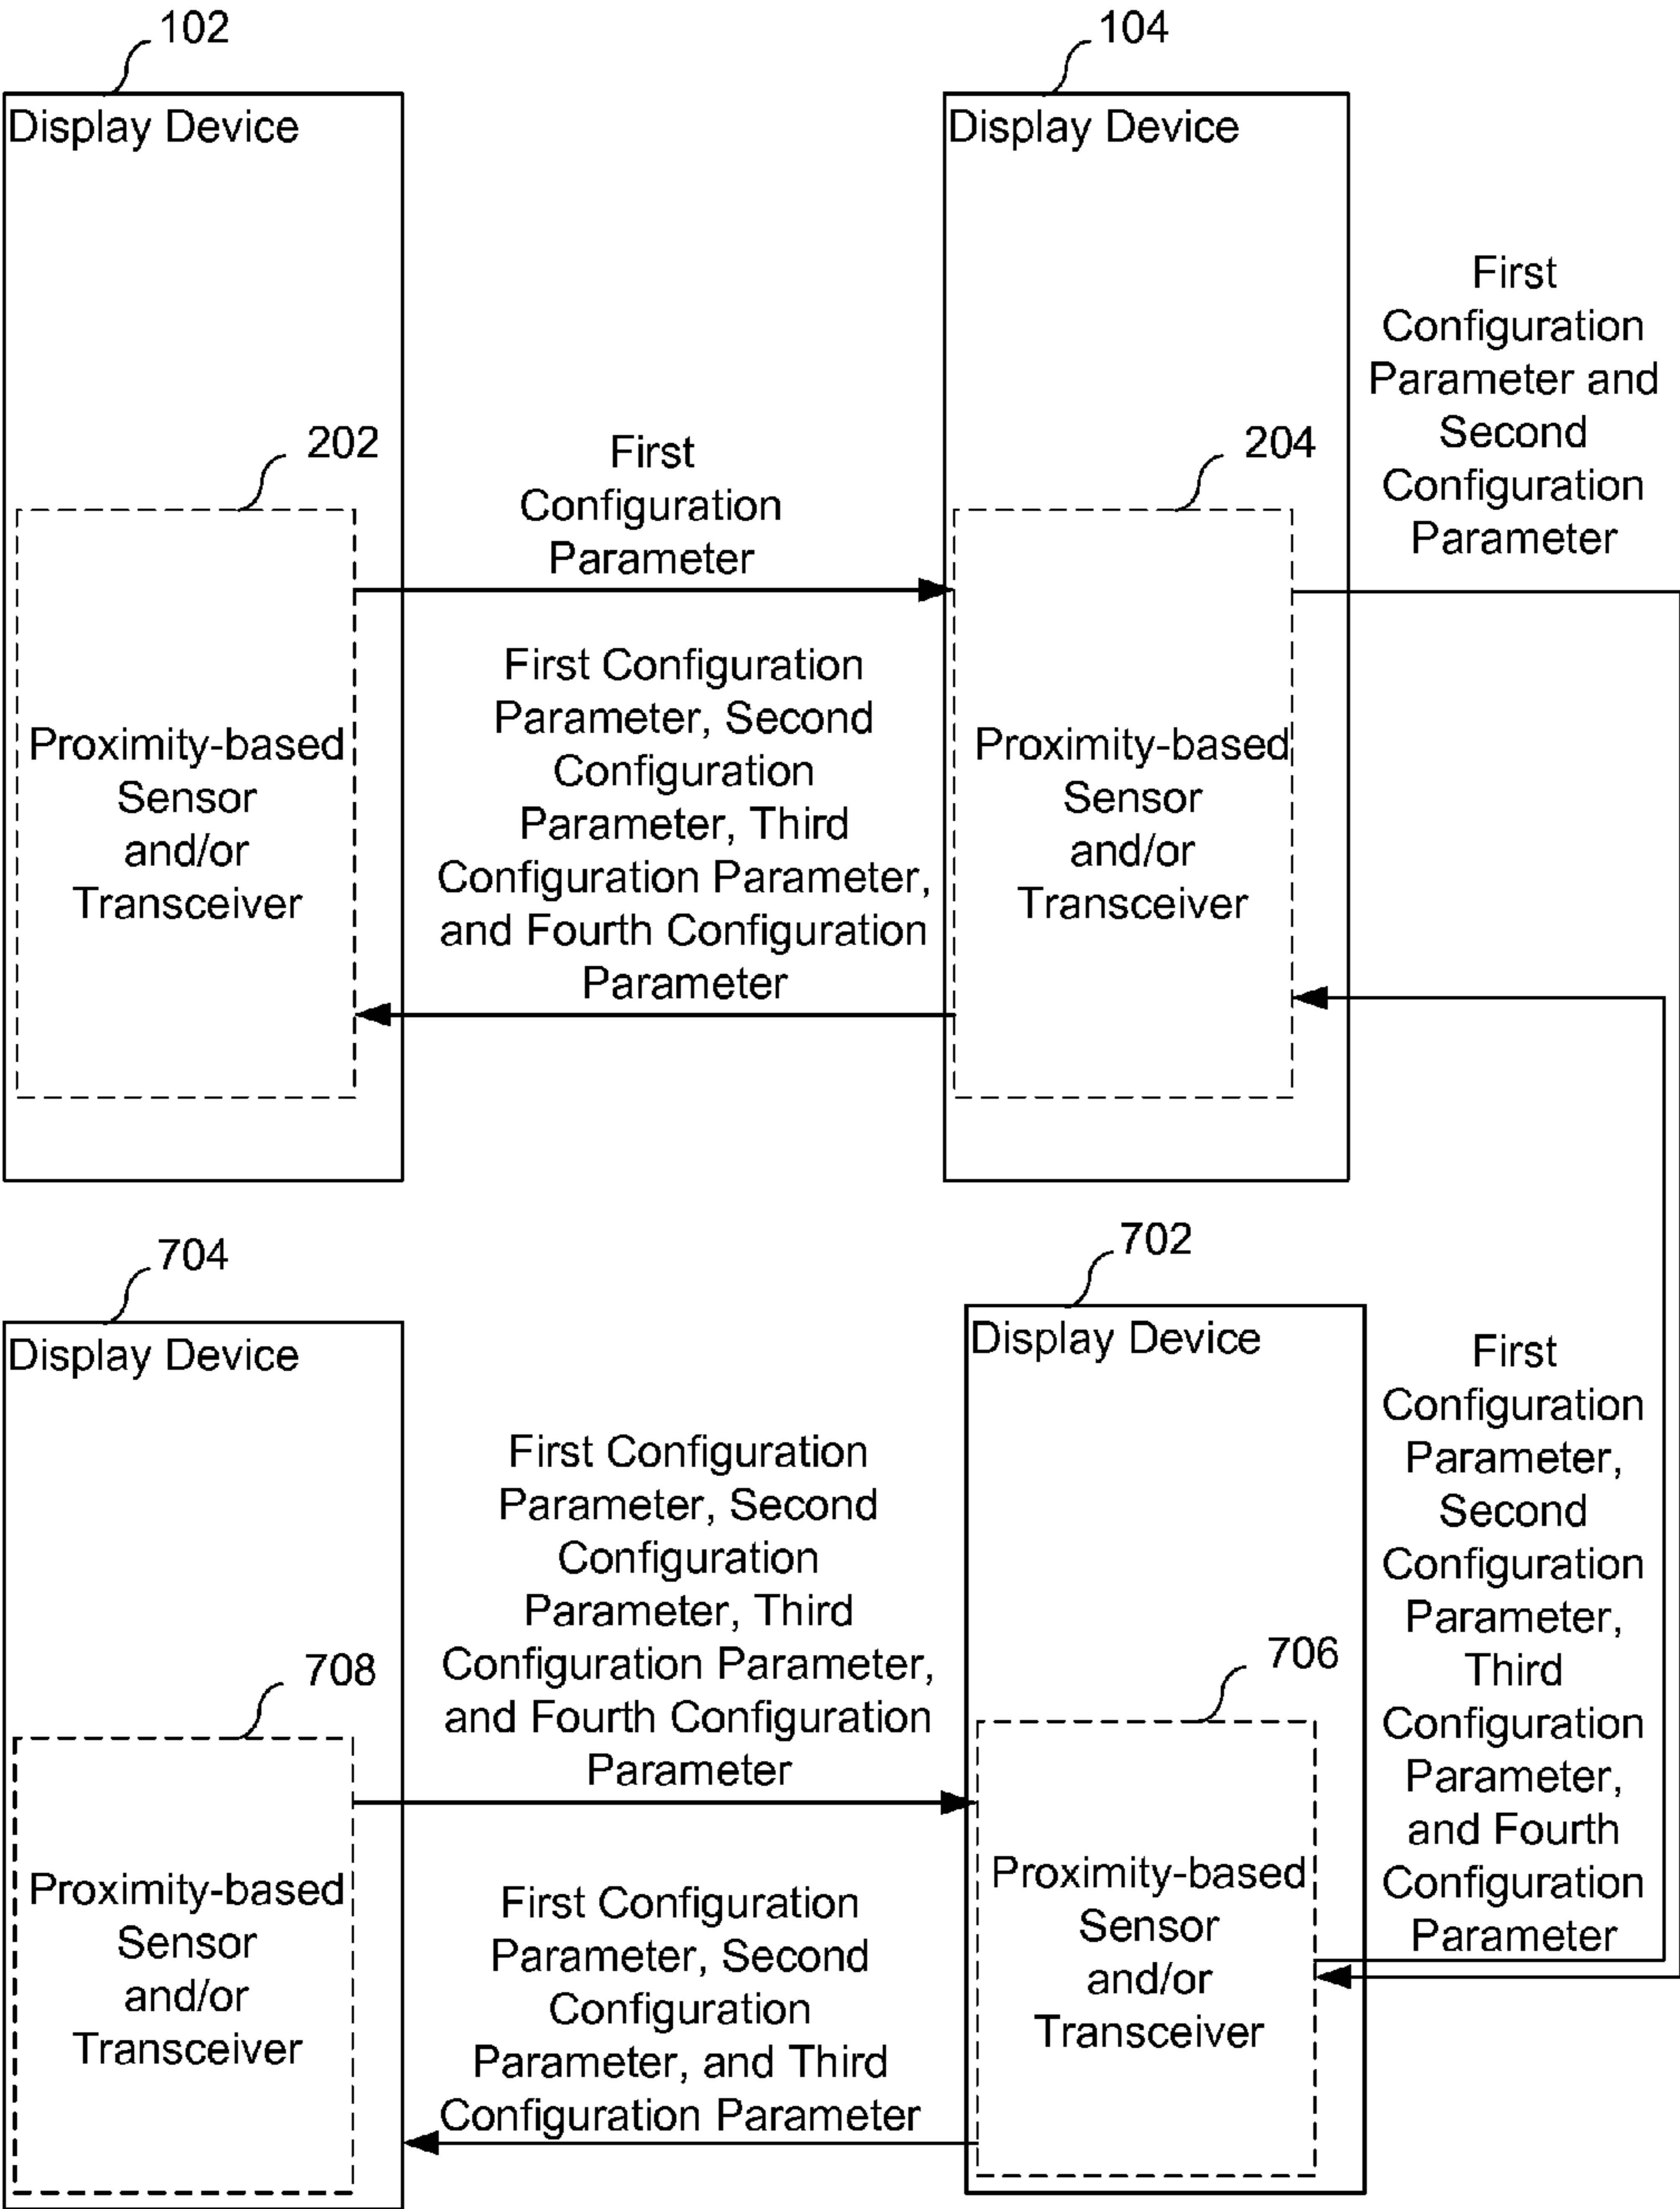 102
104
Display Device
Display Device
First
Configuration
Parameter and
Second
Configuration
Parameter
202
204
First
Configuration
Parameter
First Configuration
Parameter, Second
Configuration
Parameter, Third
Configuration Parameter,
and Fourth Configuration
Parameter
Proximity-based
Sensor
and/or
Transceiver
Proximity-based
Sensor
and/or
Transceiver
704
702
Display Device
Display Device
First Configuration
Parameter, Second
Configuration
Parameter, Third
Configuration Parameter,
and Fourth Configuration
Parameter
First
Configuration
Parameter,
Second
Configuration
Parameter,
Third
Configuration
Parameter,
and Fourth
Configuration
Parameter
708
706
Proximity-based
Sensor
and/or
Transceiver
First Configuration
Parameter, Second
Configuration
Parameter, and Third
Configuration Parameter
Proximity-based
Sensor
and/or
Transceiver